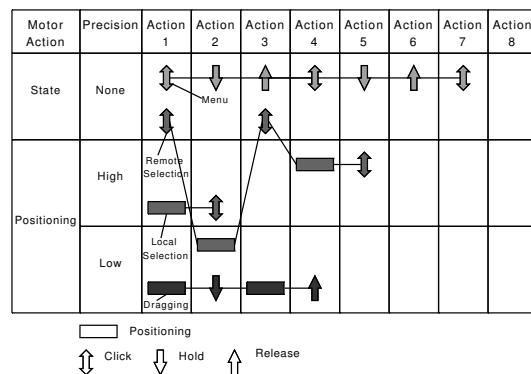 Motor Action
Precision
Action 1
Action 2
Action 3
Action 4
Action 5
Action 6
Action 7
Action 8
State
None
Menu
Remote Selection
Positioning
High
Local Selection
Low
Dragging
Positioning
Click
Hold
Release